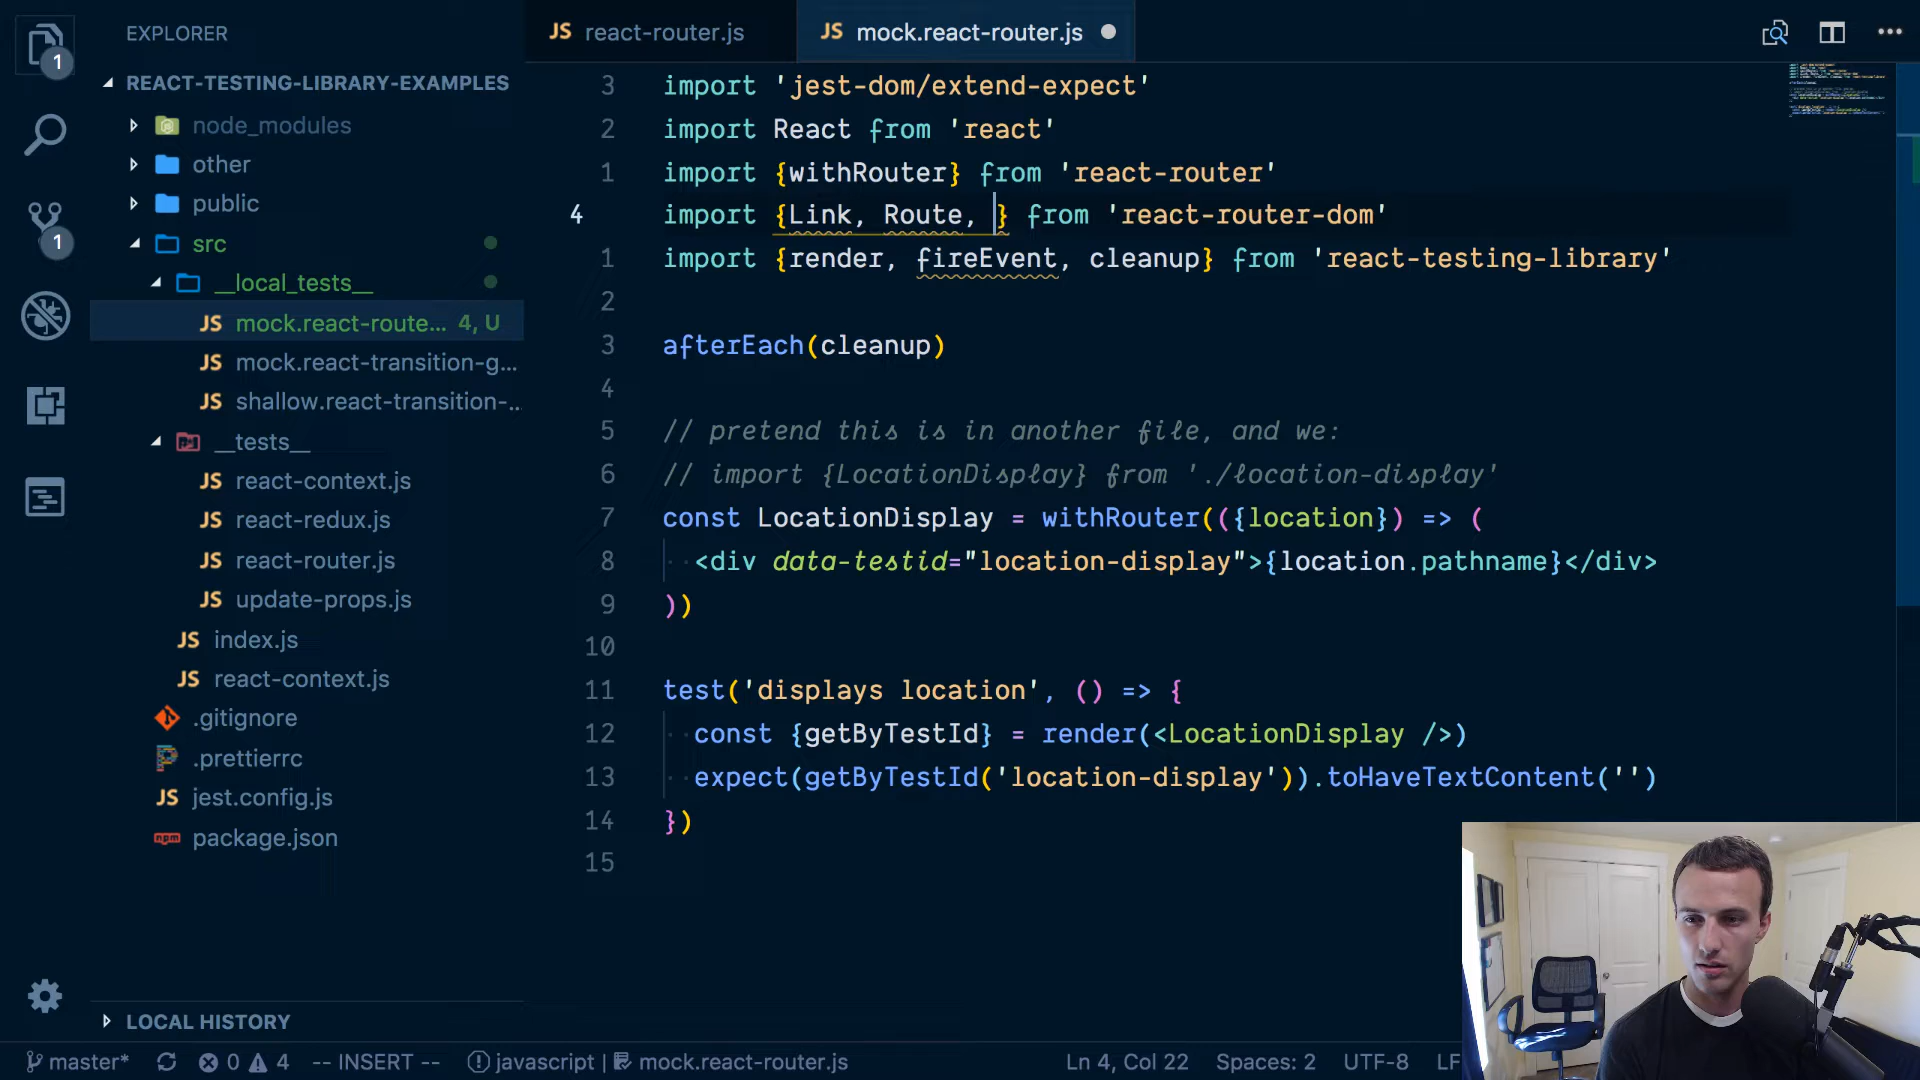 EXPLORER
JS react-router.js
JS mock.react-router.js
1
REACT-TESTING-LIBRARY-EXAMPLES
node_modules
other
public
src
__local_tests__
JS mock.react-route... 4, U
JS mock.react-transition-g...
JS shallow.react-transition-...
__tests__
JS react-context.js
JS react-redux.js
JS react-router.js
JS update-props.js
JS index.js
JS react-context.js
.gitignore
.prettierrc
JS jest.config.js
npm package.json
1
LOCAL HISTORY
3 import 'jest-dom/extend-expect'
2 import React from 'react'
1 import {withRouter} from 'react-router'
4 import {Link, Route, } from 'react-router-dom'
1 import {render, fireEvent, cleanup} from 'react-testing-library'
2
3 afterEach(cleanup)
4
5 // pretend this is in another file, and we:
6 // import {LocationDisplay} from './location-display'
7 const LocationDisplay = withRouter(({location}) => (
8 <div data-testid="location-display">{location.pathname}</div>
9 ))
10
11 test('displays location', () => {
12 const {getByTestId} = render(<LocationDisplay />)
13 expect(getByTestId('location-display')).toHaveTextContent('')
14 })
15
master* 0 4 -- INSERT -- javascript | mock.react-router.js Ln 4, Col 22 Spaces: 2 UTF-8 LF